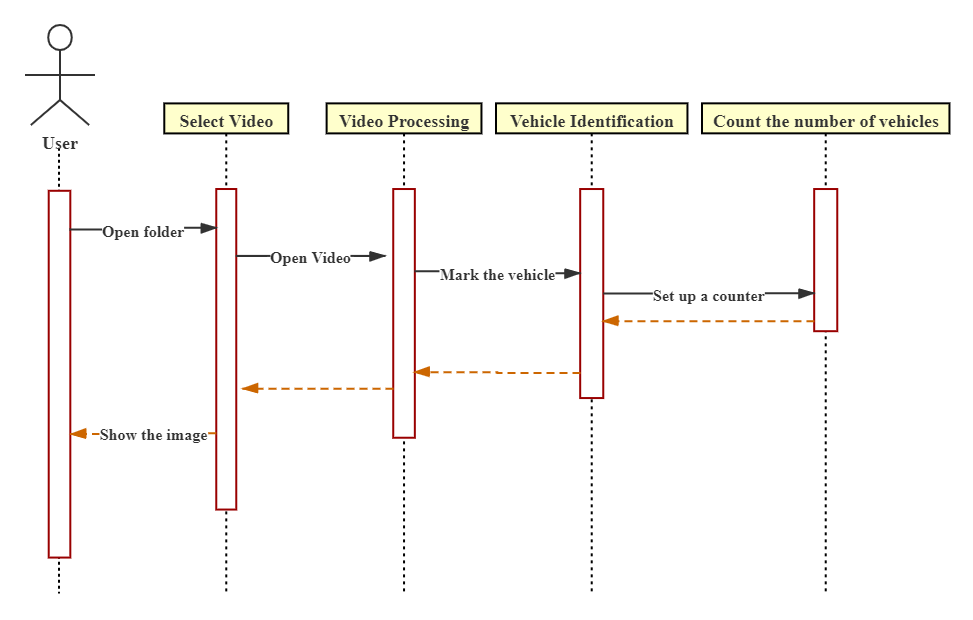 User
Select Video
Video Processing
Vehicle Identification
Count the number of vehicles
Open folder
Open Video
Mark the vehicle
Set up a counter
Show the image